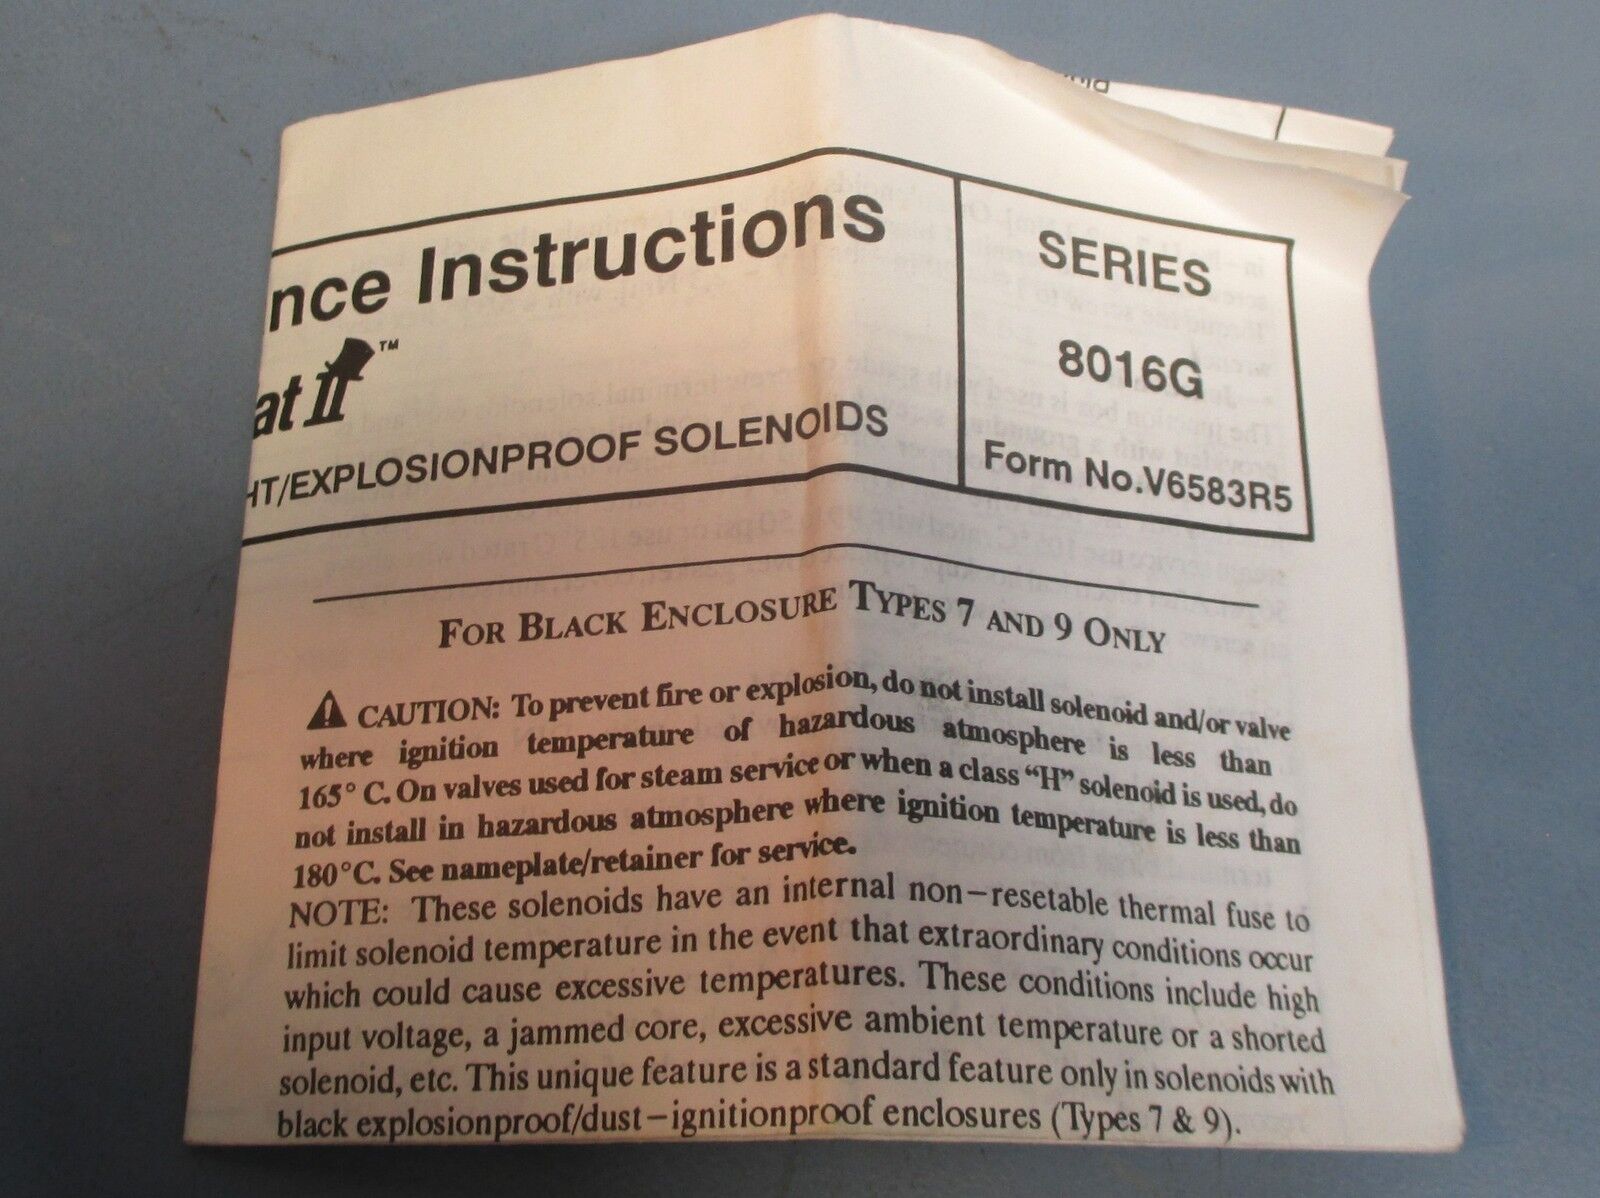 nce Instructions
at II™
HT/EXPLOSIONPROOF SOLENOIDS
SERIES
8016G
Form No.V6583R5
FOR BLACK ENCLOSURE TYPES 7 AND 9 ONLY
CAUTION: To prevent fire or explosion, do not install solenoid and/or valve
where ignition temperature of hazardous atmosphere is less than
165° C. On valves used for steam service or when a class “H” solenoid is used, do
not install in hazardous atmosphere where ignition temperature is less than
180°C. See nameplate/retainer for service.
NOTE: These solenoids have an internal non–resetable thermal fuse to
limit solenoid temperature in the event that extraordinary conditions occur
which could cause excessive temperatures. These conditions include high
input voltage, a jammed core, excessive ambient temperature or a shorted
solenoid, etc. This unique feature is a standard feature only in solenoids with
black explosionproof/dust–ignitionproof enclosures (Types 7 & 9).